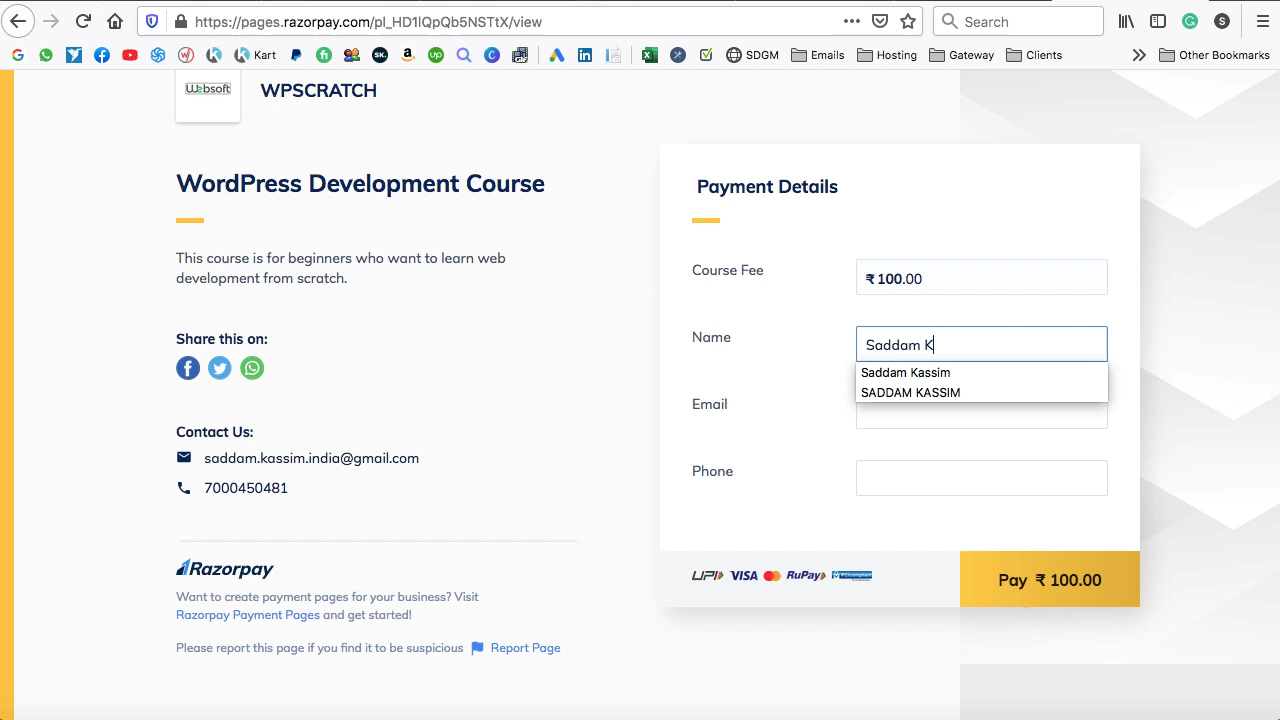 https://pages.razorpay.com/pl_HD1lQpQb5NSTtX/view
Search
Kart
SDGM
Emails
Hosting
Gateway
Clients
Other Bookmarks
Websoft
WPSCRATCH
WordPress Development Course
This course is for beginners who want to learn web
development from scratch.
Share this on:
Contact Us:
saddam.kassim.india@gmail.com
7000450481
Razorpay
Want to create payment pages for your business? Visit
Razorpay Payment Pages and get started!
Please report this page if you find it to be suspicious Report Page
Payment Details
Course Fee
₹ 100.00
Name
Saddam K
Saddam Kassim
SADDAM KASSIM
Email
Phone
UPI VISA RuPay
Pay ₹ 100.00